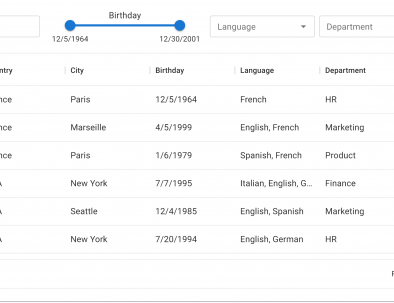 Birthday
Language
Department
12/5/1964 12/30/2001
ntry City Birthday Language Department
nce Paris 12/5/1964 French HR
nce Marseille 4/5/1999 English, French Marketing
nce Paris 1/6/1979 Spanish, French Product
A New York 7/7/1995 Italian, English, G... Finance
A Seattle 12/4/1985 English, Spanish Marketing
A New York 7/20/1994 English, German HR